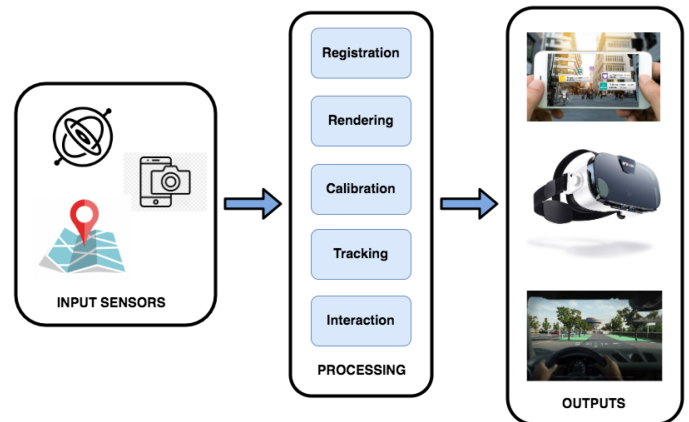 INPUT SENSORS
Registration
Rendering
Calibration
Tracking
Interaction
PROCESSING
OUTPUTS